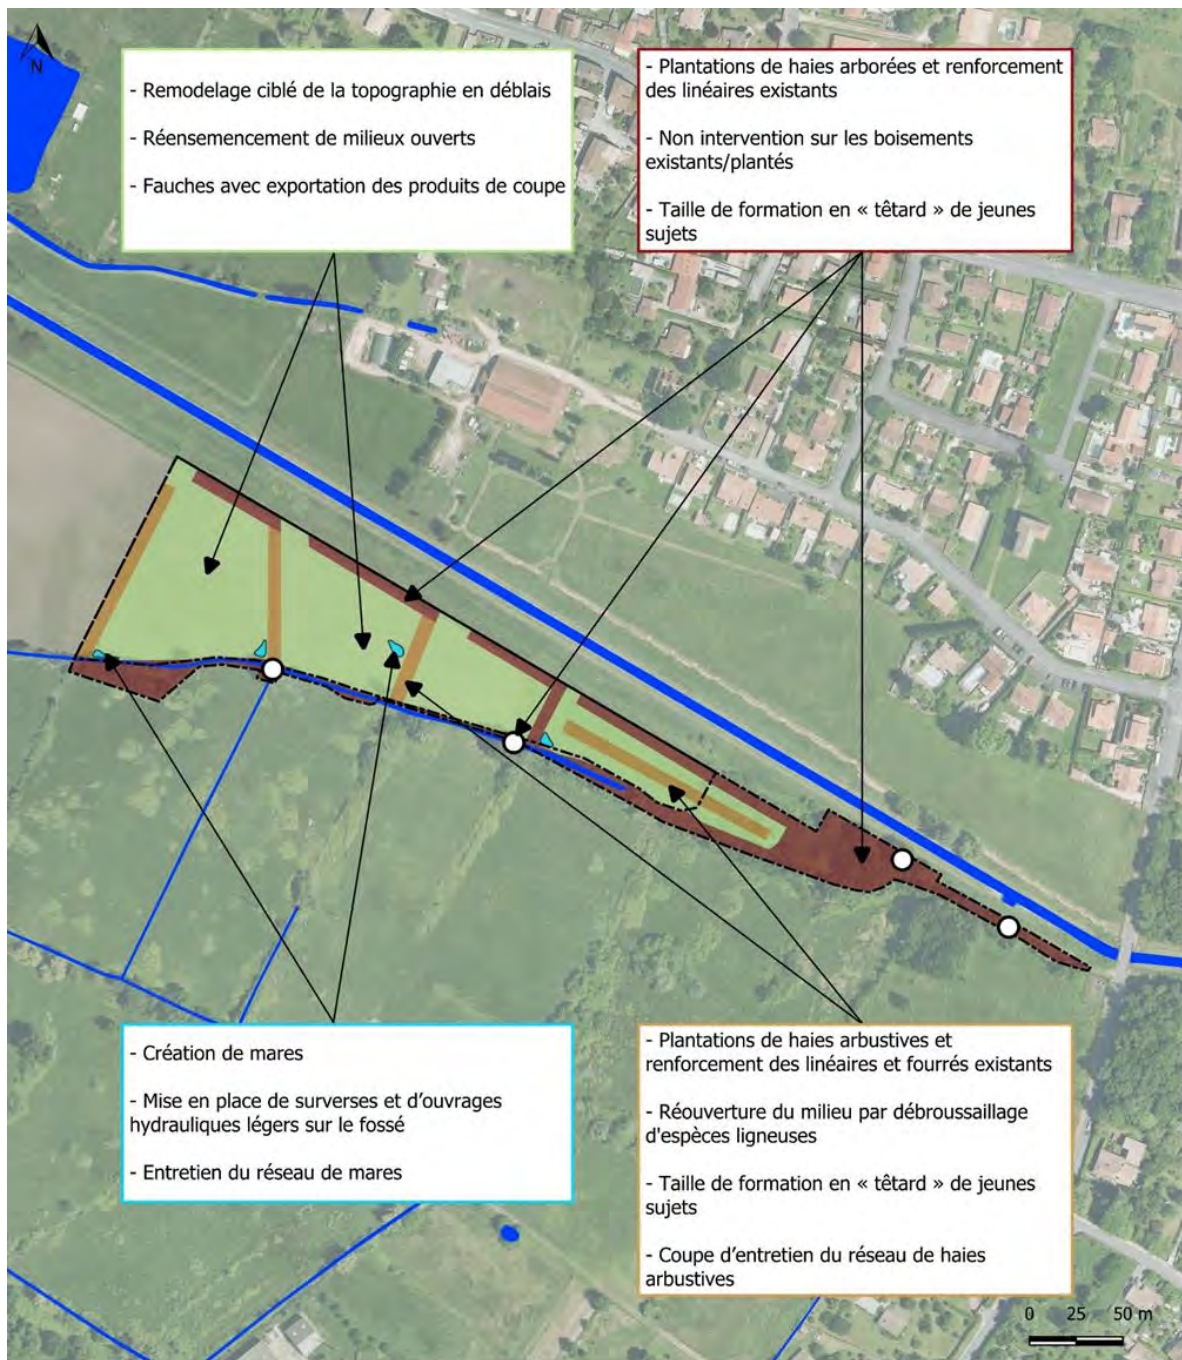 N
- Remodelage ciblé de la topographie en déblais
- Réensemencement de milieux ouverts
- Fauches avec exportation des produits de coupe
- Plantations de haies arborées et renforcement
des linéaires existants
- Non intervention sur les boisements
existants/plantés
- Taille de formation en « têtard » de jeunes
sujets
- Création de mares
- Mise en place de surverses et d'ouvrages
hydrauliques légers sur le fossé
- Entretien du réseau de mares
- Plantations de haies arbustives et
renforcement des linéaires et fourrés existants
- Réouverture du milieu par débroussaillage
d'espèces ligneuses
- Taille de formation en « têtard » de jeunes
sujets
- Coupe d'entretien du réseau de haies
arbustives
0 25 50 m